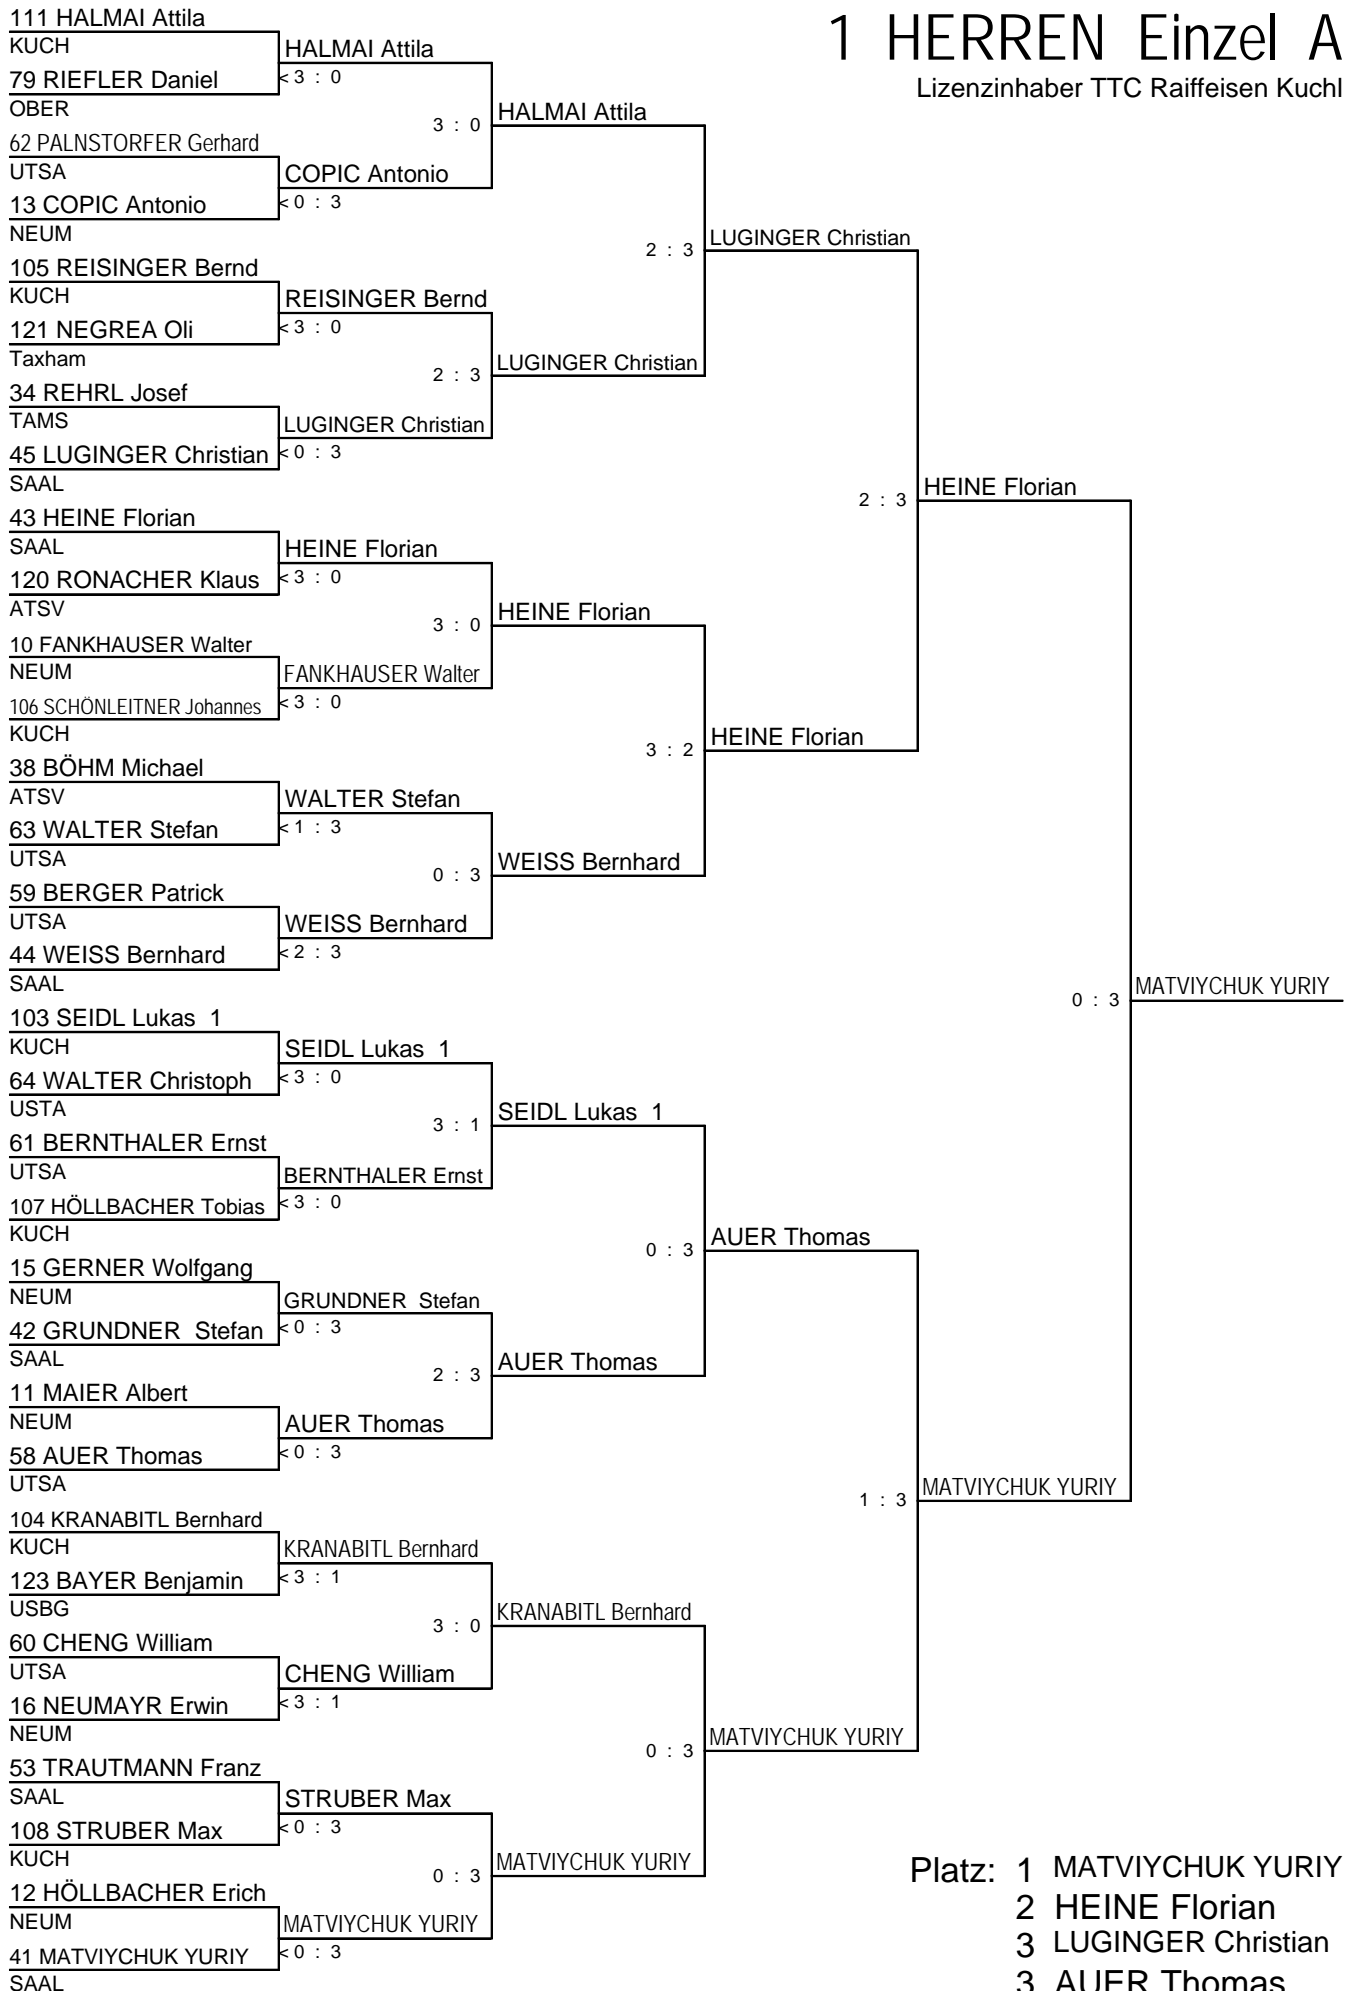 1 HERREN Einzel A
Lizenzinhaber TTC Raiffeisen Kuchl
111 HALMAI Attila
KUCH
79 RIEFLER Daniel
OBER
62 PALNSTORFER Gerhard
UTSA
13 COPIC Antonio
NEUM
105 REISINGER Bernd
KUCH
121 NEGREA Oli
Taxham
34 REHRL Josef
TAMS
45 LUGINGER Christian
SAAL
43 HEINE Florian
SAAL
120 RONACHER Klaus
ATSV
10 FANKHAUSER Walter
NEUM
106 SCHÖNLEITNER Johannes
KUCH
38 BÖHM Michael
ATSV
63 WALTER Stefan
UTSA
59 BERGER Patrick
UTSA
44 WEISS Bernhard
SAAL
103 SEIDL Lukas 1
KUCH
64 WALTER Christoph
USTA
61 BERNTHALER Ernst
UTSA
107 HÖLLBACHER Tobias
KUCH
15 GERNER Wolfgang
NEUM
42 GRUNDNER Stefan
SAAL
11 MAIER Albert
NEUM
58 AUER Thomas
UTSA
104 KRANABITL Bernhard
KUCH
123 BAYER Benjamin
USBG
60 CHENG William
UTSA
16 NEUMAYR Erwin
NEUM
53 TRAUTMANN Franz
SAAL
108 STRUBER Max
KUCH
12 HÖLLBACHER Erich
NEUM
41 MATVIYCHUK YURIY
SAAL
HALMAI Attila
<3 : 0
COPIC Antonio
<0 : 3
REISINGER Bernd
<3 : 0
LUGINGER Christian
<0 : 3
HEINE Florian
<3 : 0
FANKHAUSER Walter
<3 : 0
WALTER Stefan
<1 : 3
WEISS Bernhard
<2 : 3
SEIDL Lukas 1
<3 : 0
BERNTHALER Ernst
<3 : 0
GRUNDNER Stefan
<0 : 3
AUER Thomas
<0 : 3
KRANABITL Bernhard
<3 : 1
CHENG William
<3 : 1
STRUBER Max
<0 : 3
MATVIYCHUK YURIY
<0 : 3
HALMAI Attila
3 : 0
LUGINGER Christian
2 : 3
HEINE Florian
3 : 0
WEISS Bernhard
0 : 3
SEIDL Lukas 1
3 : 1
AUER Thomas
2 : 3
KRANABITL Bernhard
3 : 0
MATVIYCHUK YURIY
0 : 3
LUGINGER Christian
2 : 3
HEINE Florian
3 : 2
AUER Thomas
0 : 3
MATVIYCHUK YURIY
0 : 3
HEINE Florian
2 : 3
MATVIYCHUK YURIY
1 : 3
MATVIYCHUK YURIY
0 : 3
Platz: 1 MATVIYCHUK YURIY
2 HEINE Florian
3 LUGINGER Christian
3 AUER Thomas